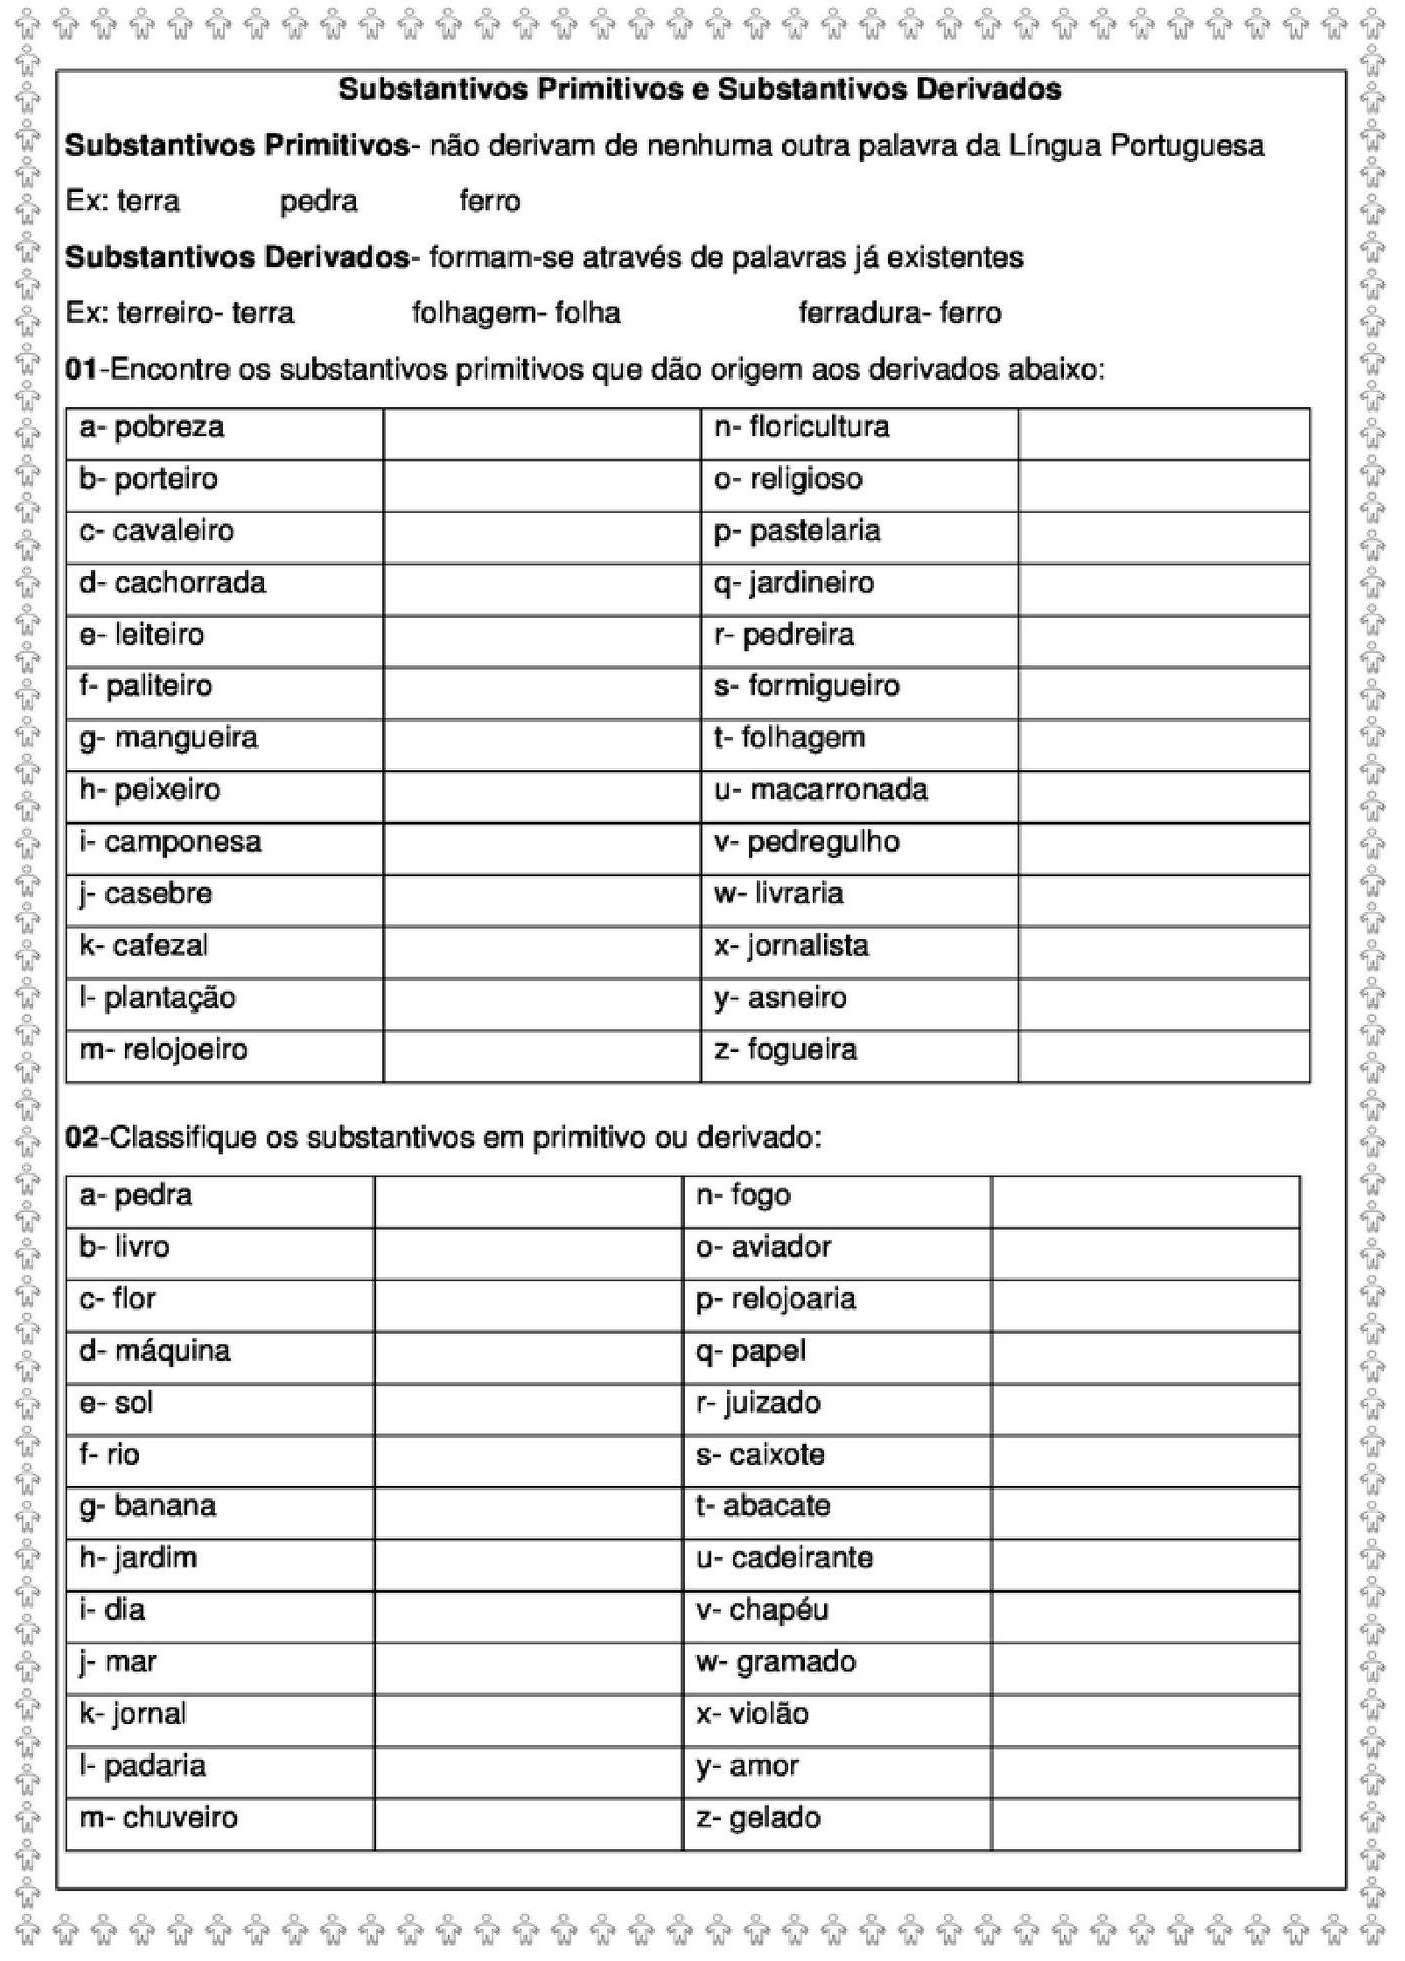 Substantivos Primitivos e Substantivos Derivados
Substantivos Primitivos- não derivam de nenhuma outra palavra da Língua Portuguesa
Ex: terra pedra ferro
Substantivos Derivados- formam-se através de palavras já existentes
Ex: terreiro- terra folhagem- folha ferradura- ferro
01-Encontre os substantivos primitivos que dão origem aos derivados abaixo:
a- pobreza n- floricultura
b- porteiro o- religioso
c- cavaleiro p- pastelaria
d- cachorrada q- jardineiro
e- leiteiro r- pedreira
f- paliteiro s- formigueiro
g- mangueira t- folhagem
h- peixeiro u- macarronada
i- camponesa v- pedregulho
j- casebre w- livraria
k- cafezal x- jornalista
l- plantação y- asneiro
m- relojoeiro z- fogueira
02-Classifique os substantivos em primitivo ou derivado:
a- pedra n- fogo
b- livro o- aviador
c- flor p- relojoaria
d- máquina q- papel
e- sol r- juizado
f- rio s- caixote
g- banana t- abacate
h- jardim u- cadeirante
i- dia v- chapéu
j- mar w- gramado
k- jornal x- violão
l- padaria y- amor
m- chuveiro z- gelado